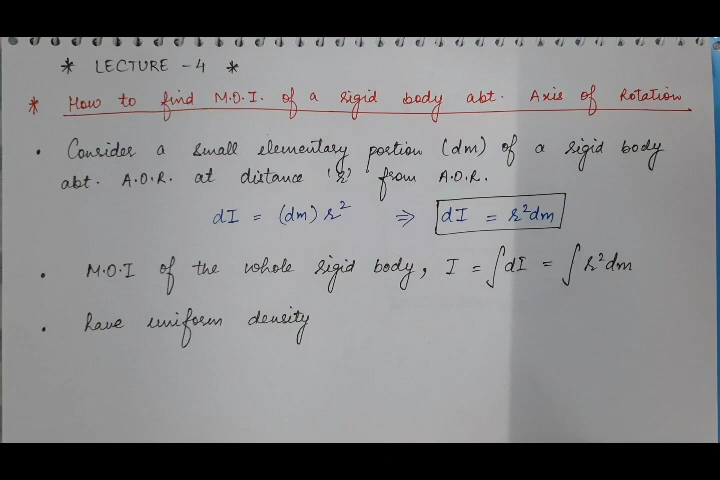 * LECTURE - 4 *
* How to find M.O.I. of a rigid body abt. Axis of Rotation
• Consider a small elementary portion (dm) of a rigid body
abt. A.O.R. at distance 'r' from A.O.R.
dI = (dm) r² ⇒ dI = r²dm
• M.O.I of the whole rigid body, I = ∫dI = ∫r²dm
• have uniform density